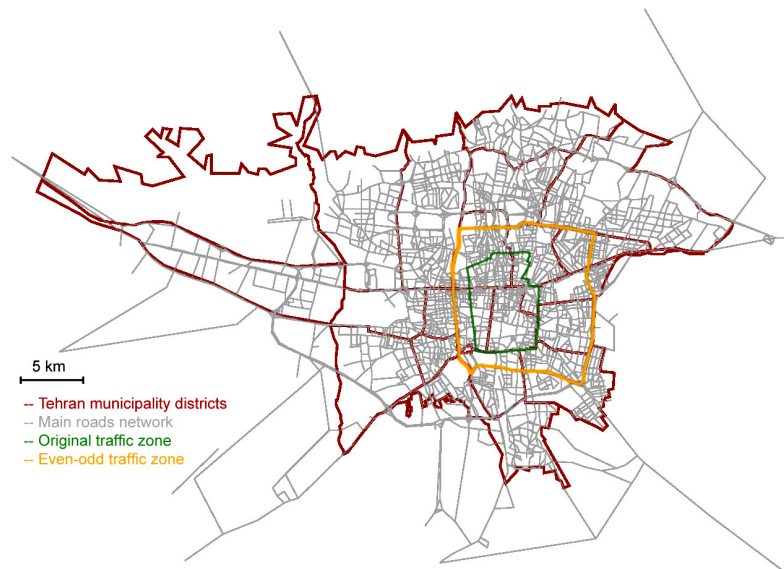 5 km
-- Tehran municipality districts
-- Main roads network
-- Original traffic zone
-- Even-odd traffic zone